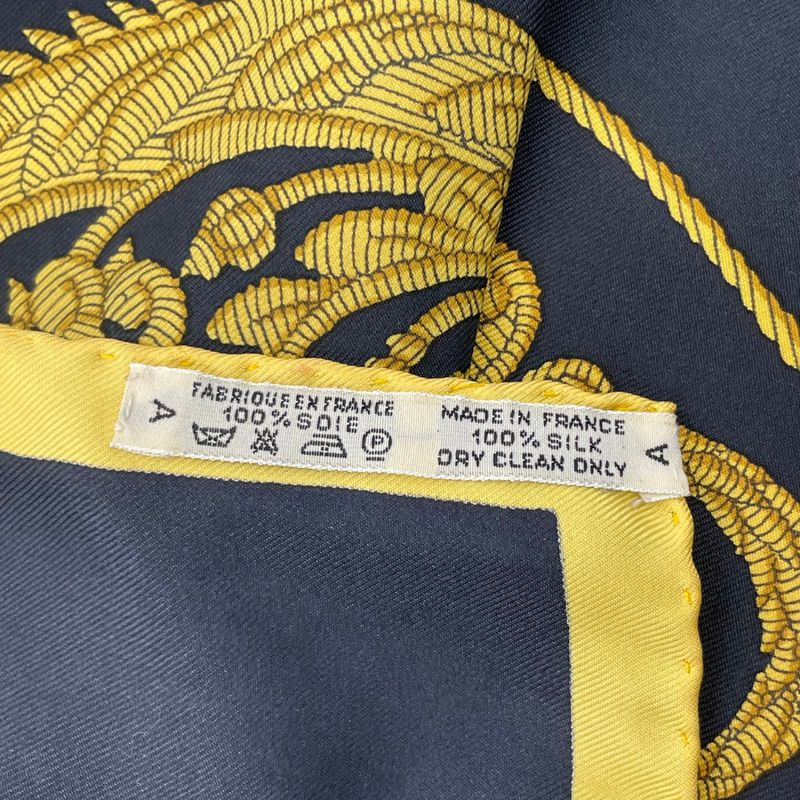 A
FABRIQUE EN FRANCE
100% SOIE
P
MADE IN FRANCE
100% SILK
DRY CLEAN ONLY
A